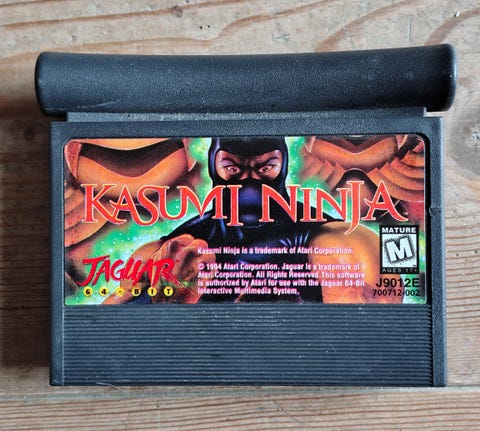 KASUMI NINJA
Kasumi Ninja is a trademark of Atari Corporation.
© 1994 Atari Corporation. Jaguar is a trademark of
Atari Corporation. All Rights Reserved. This software
is authorized by Atari for use with the Jaguar 64-Bit
Interactive Multimedia System.
JAGUAR
64-BIT
MATURE
M
AGES 17+
J9012E
700712-002